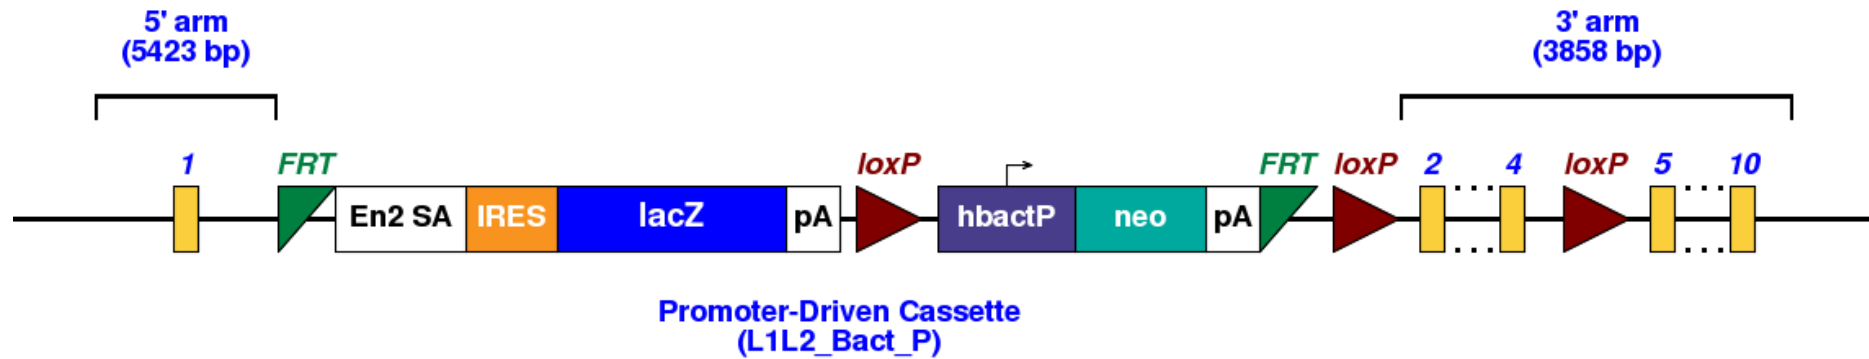 5' arm
(5423 bp)
3' arm
(3858 bp)
1
FRT
loxP
FRT
loxP
2
. . .
4
loxP
5
. . .
10
En2 SA
IRES
lacZ
pA
hbactP
neo
pA
. . .
. . .
Promoter-Driven Cassette
(L1L2_Bact_P)